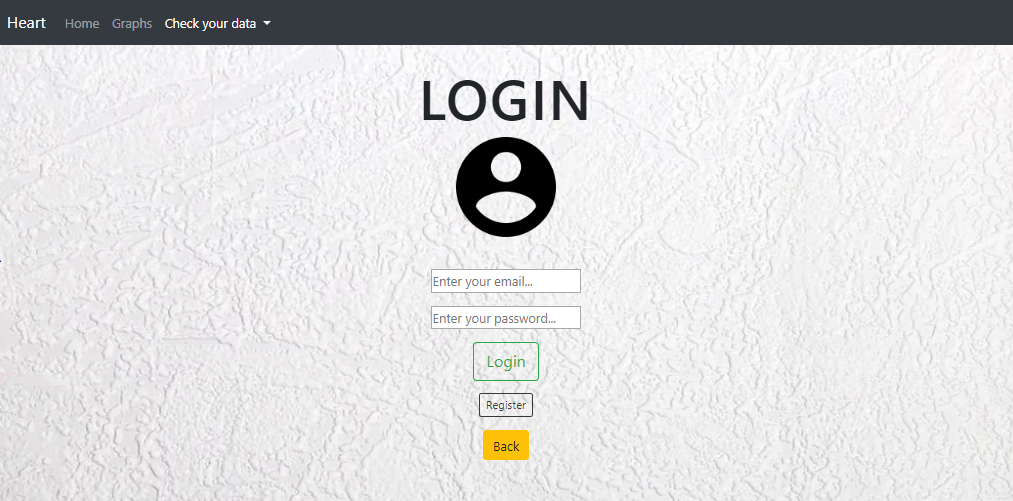 Heart Home Graphs Check your data
LOGIN
Enter your email...
Enter your password...
Login
Register
Back